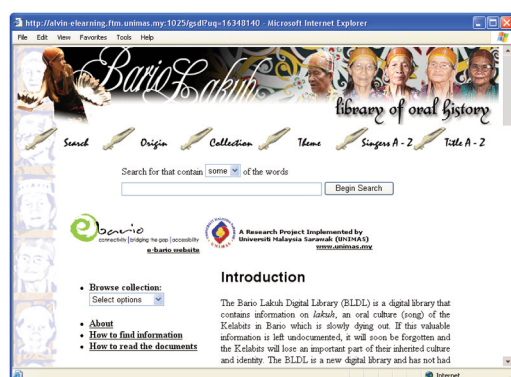 http://alvin-elearning.ftm.unimas.my:1025/gsdl?uq=16348140 - Microsoft Internet Explorer
File Edit View Favorites Tools Help
Bario Lakuh
library of oral history
Search Origin Collection Theme Singers A - Z Title A - Z
Search for that contain some of the words
Begin Search
ebario
connectivity | bridging the gap | accessibility
e-bario website
UNIMAS
A Research Project Implemented by
Universiti Malaysia Sarawak (UNIMAS)
www.unimas.my
• Browse collection:
Select options
• About
• How to find information
• How to read the documents
Introduction
The Bario Lakuh Digital Library (BLDL) is a digital library that
contains information on lakuh, an oral culture (song) of the
Kelabits in Bario which is slowly dying out. If this valuable
information is left undocumented, it will soon be forgotten and
the Kelabits will lose an important part of their inherited culture
and identity. The BLDL is a new digital library and has not had
Internet